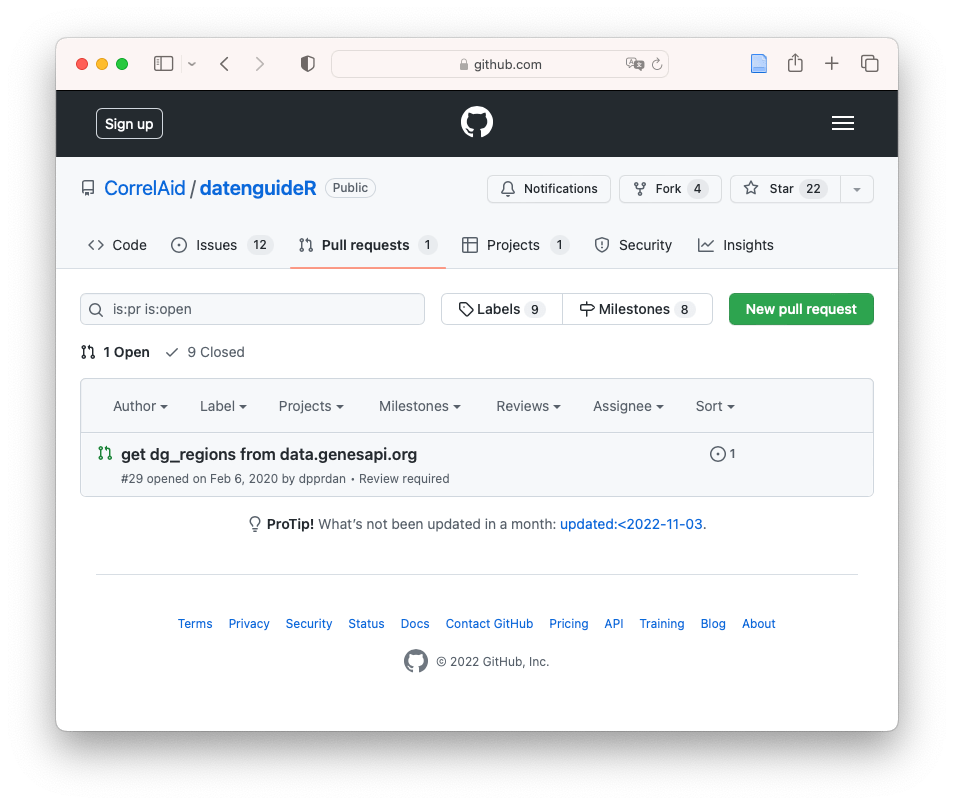 github.com
Sign up
CorrelAid / datenguideR Public
Notifications Fork 4 Star 22
Code Issues 12 Pull requests 1 Projects 1 Security Insights
is:pr is:open Labels 9 Milestones 8 New pull request
1 Open 9 Closed
Author Label Projects Milestones Reviews Assignee Sort
get dg_regions from data.genesapi.org 1
#29 opened on Feb 6, 2020 by dpprdan • Review required
ProTip! What's not been updated in a month: updated:<2022-11-03.
Terms Privacy Security Status Docs Contact GitHub Pricing API Training Blog About
© 2022 GitHub, Inc.